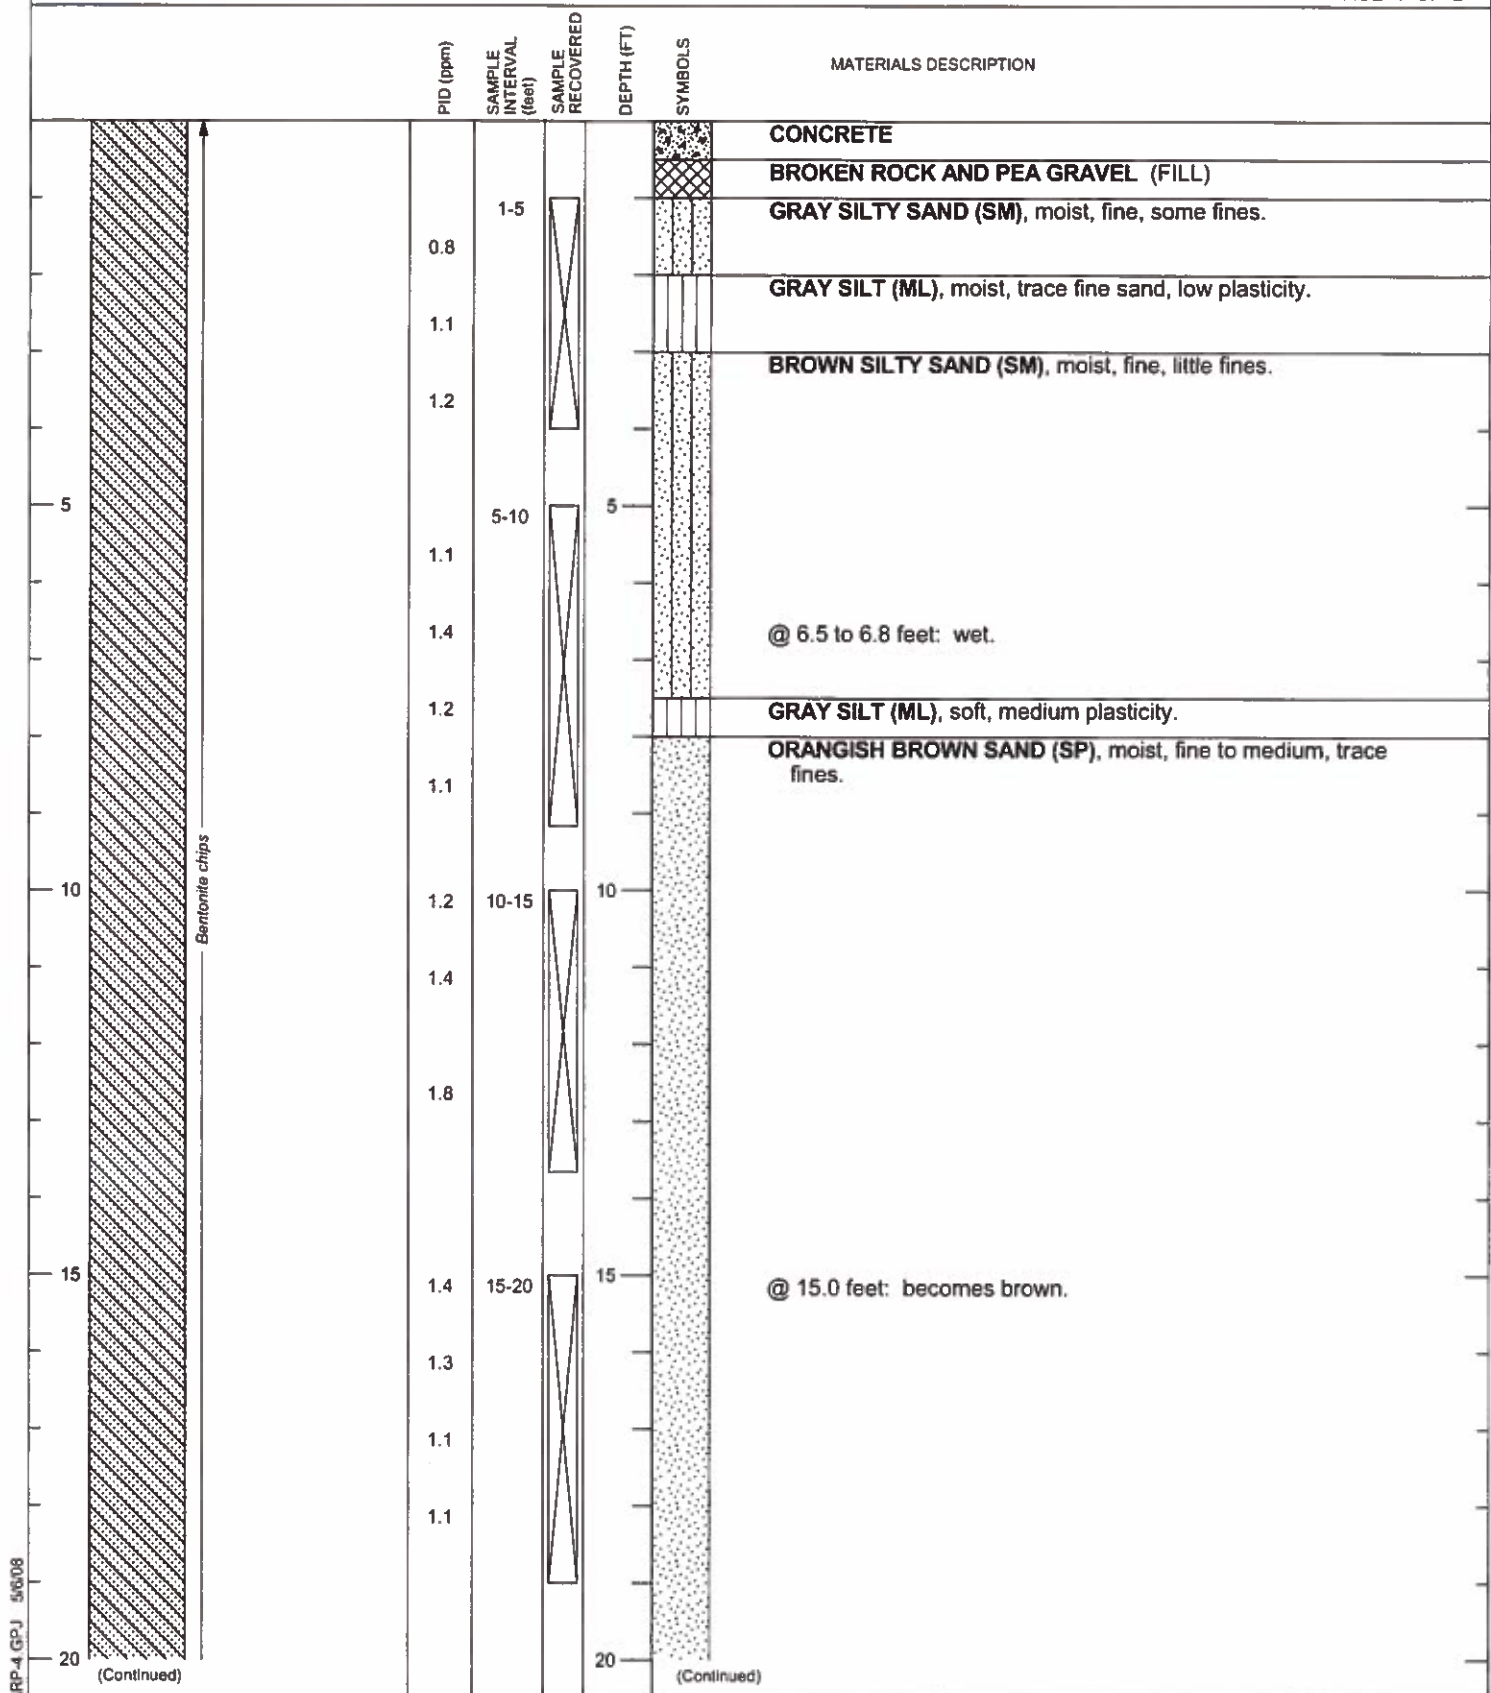 PID (ppm)
SAMPLE
INTERVAL
(feet)
SAMPLE
RECOVERED
DEPTH (FT)
SYMBOLS
MATERIALS DESCRIPTION
CONCRETE
BROKEN ROCK AND PEA GRAVEL (FILL)
1-5
GRAY SILTY SAND (SM), moist, fine, some fines.
0.8
GRAY SILT (ML), moist, trace fine sand, low plasticity.
1.1
BROWN SILTY SAND (SM), moist, fine, little fines.
1.2
5
5-10
5
1.1
1.4
@ 6.5 to 6.8 feet: wet.
1.2
GRAY SILT (ML), soft, medium plasticity.
ORANGISH BROWN SAND (SP), moist, fine to medium, trace
fines.
1.1
Bentonite chips
10
1.2
10-15
10
1.4
1.8
15
1.4
15-20
15
@ 15.0 feet: becomes brown.
1.3
1.1
1.1
20
(Continued)
20
(Continued)
RP-4.GPJ 5/6/08